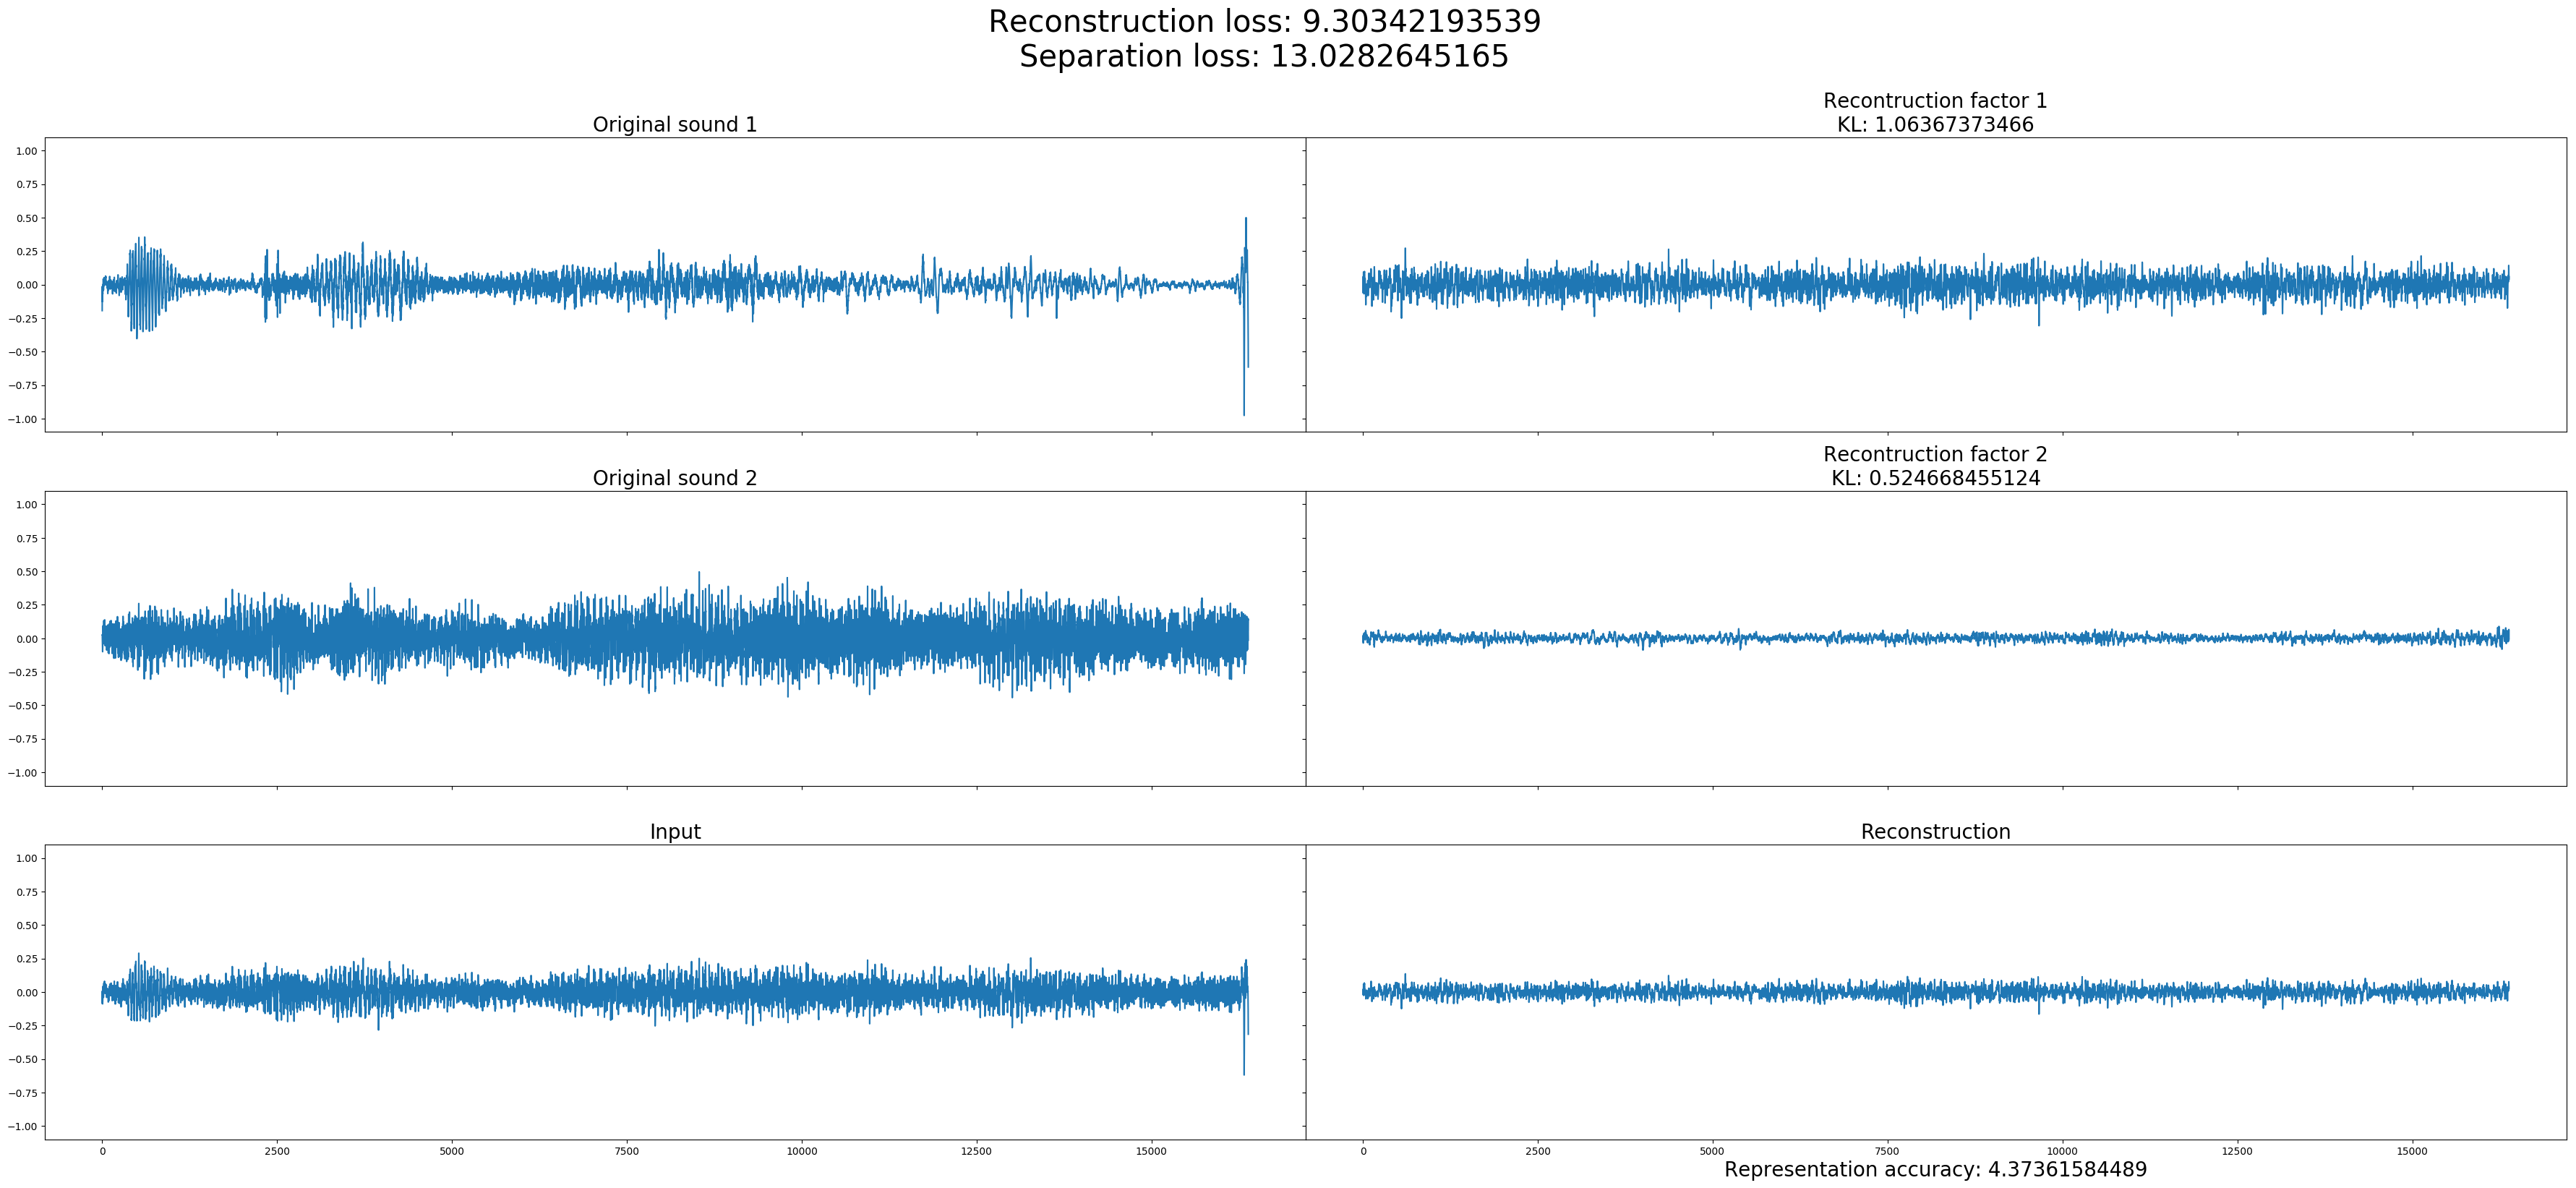 Reconstruction loss: 9.30342193539
Separation loss: 13.0282645165
Original sound 1
Recontruction factor 1
KL: 1.06367373466
1.00
0.75
0.50
0.25
0.00
−0.25
−0.50
−0.75
−1.00
Original sound 2
Recontruction factor 2
KL: 0.524668455124
1.00
0.75
0.50
0.25
0.00
−0.25
−0.50
−0.75
−1.00
Input
Reconstruction
1.00
0.75
0.50
0.25
0.00
−0.25
−0.50
−0.75
−1.00
0 2500 5000 7500 10000 12500 15000
0 2500 5000 7500 10000 12500 15000
Representation accuracy: 4.37361584489